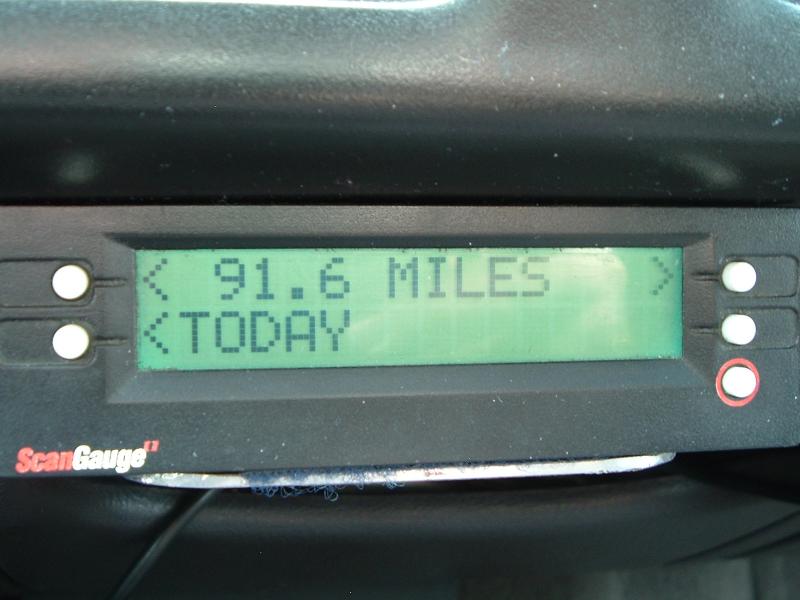 < 91.6 MILES >
<TODAY
ScanGauge II